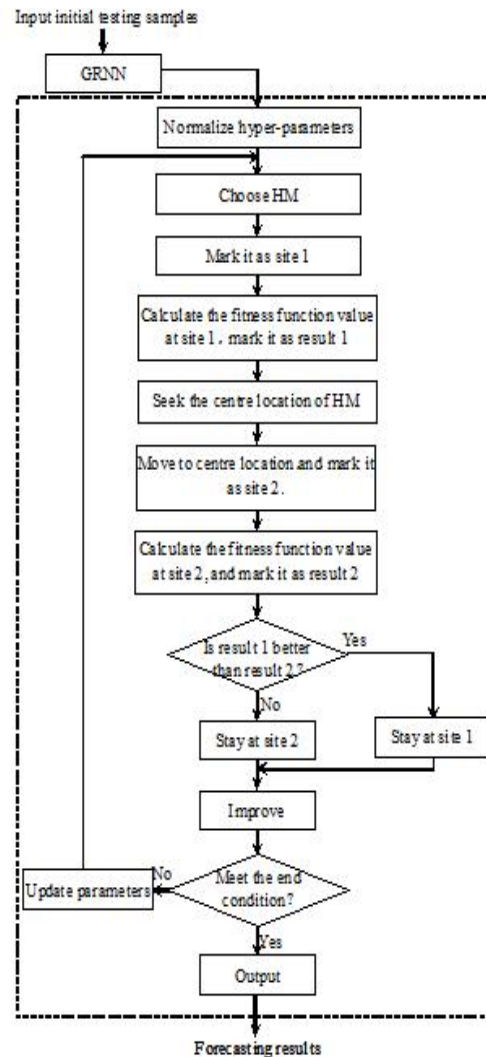 Input initial testing samples
GRNN
Normalize hyper-parameters
Choose HM
Mark it as site 1
Calculate the fitness function value
at site 1, mark it as result 1
Seek the centre location of HM
Move to centre location.and mark it
as site 2.
Calculate the fitness function value
at site 2, and mark it as result 2
Is result 1 better
than result 2.?
Yes
No
Stay at site 2
Stay at site 1
Improve
Meet the end
condition?
No
Update parameters
Yes
Output
Forecasting results